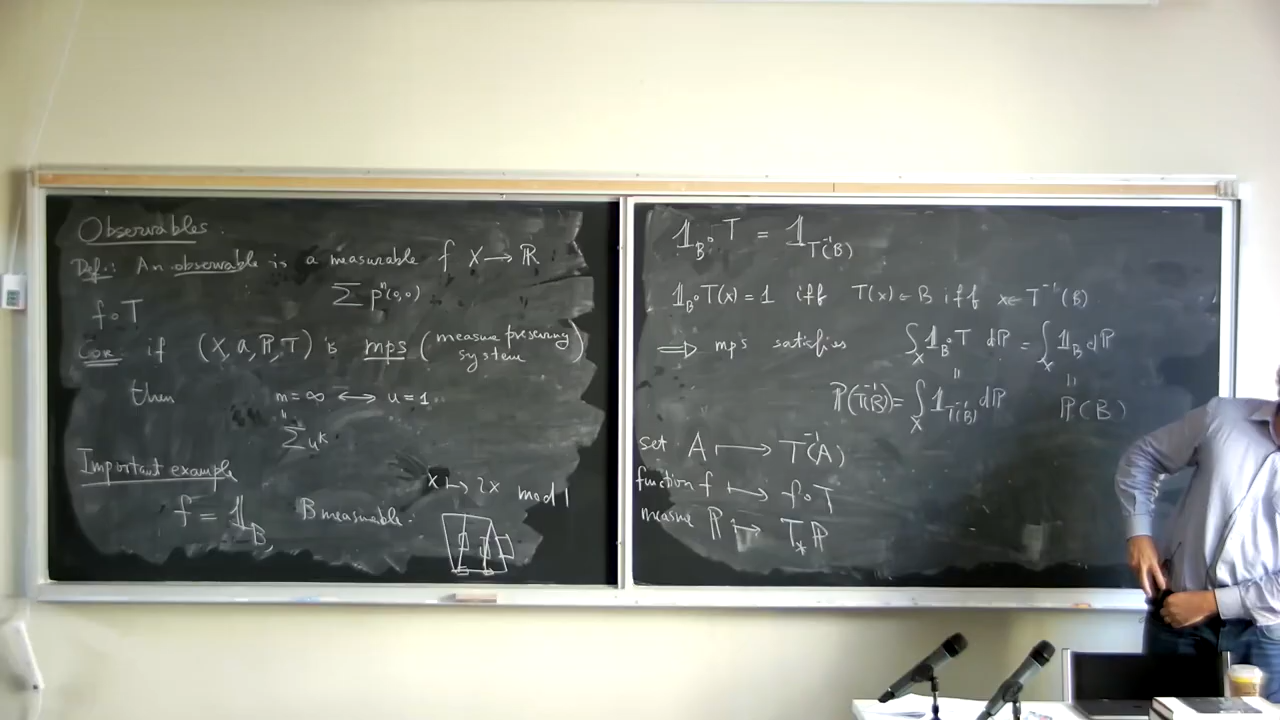 Observables
Def: An observable is a measurable f X → ℝ
∑ pⁿ(0,0)
f∘T
Cor if (X, a, ℙ, T) is mps (measure preserving system)
then m = ∞ ↔ u = 1
"
∑ uᵏ
Important example
x ↦ 2x mod 1
f = 𝟙_B B measurable.
𝟙_B∘T = 𝟙_{T⁻¹(B)}
𝟙_B∘T(x) = 1 iff T(x) ∈ B iff x ∈ T⁻¹(B)
⟹ mps satisfies ∫_X 𝟙_B∘T dℙ = ∫_X 𝟙_B dℙ
" "
ℙ(T⁻¹(B)) = ∫_X 𝟙_{T⁻¹(B)} dℙ ℙ(B)
set A ↦ T⁻¹(A)
function f ↦ f∘T
measure ℙ ↦ T_*ℙ